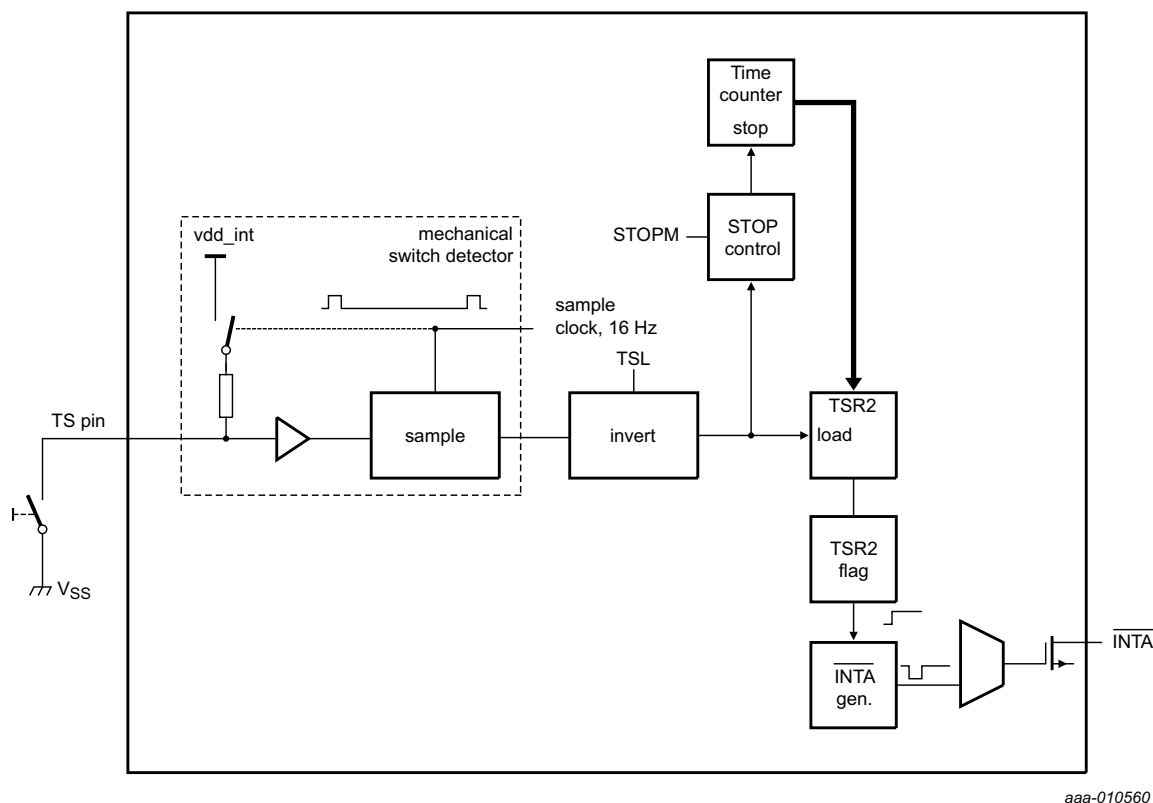 Time
counter
stop
STOPM
STOP
control
vdd_int
mechanical
switch detector
sample
clock, 16 Hz
TSL
TS pin
sample
invert
TSR2
load
TSR2
flag
INTA
gen.
INTA
VSS
aaa-010560